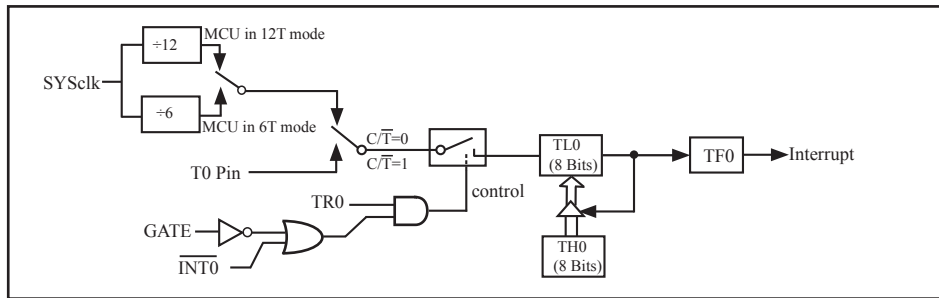 ÷12
MCU in 12T mode
SYSclk
÷6
MCU in 6T mode
C/T̅=0
C/T̅=1
T0 Pin
TL0
(8 Bits)
TF0
Interrupt
control
TR0
GATE
I̅N̅T̅0̅
TH0
(8 Bits)